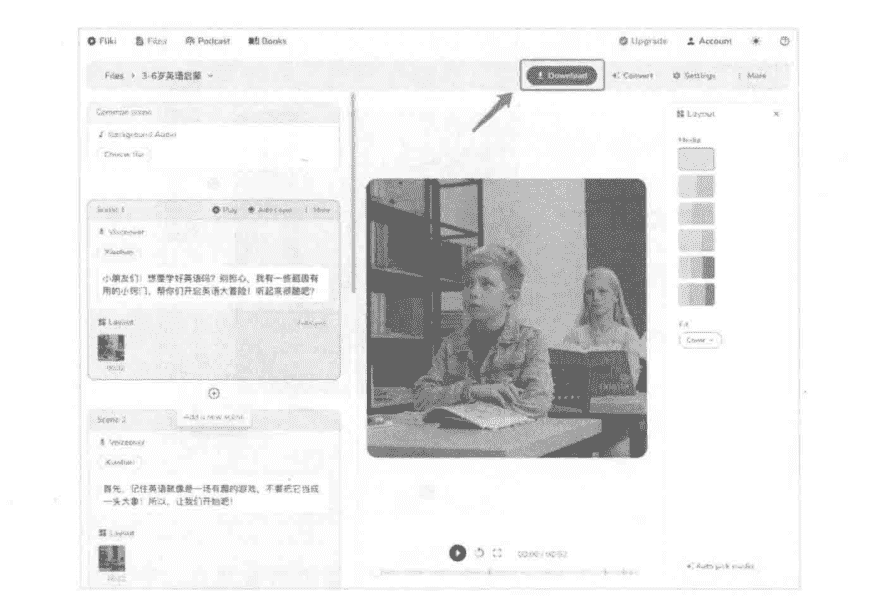 Fliki
Files
Podcast
Books
Upgrade
Account
Files > 3-6岁英语启蒙
Download
Convert
Settings
More
Common scene
Background Audio
Choose file
Layout
Media
Scene 1
Play
Add Layer
More
Voiceover
小朋友们！想要学好英语吗？别担心，我有一些超级有
用的小窍门，帮你们开启英语大冒险！听起来很酷吧？
Layout
Auto pick
00:02
Fit
Cover
Add a new scene
Scene 2
Voiceover
首先，记住英语就像是一场有趣的游戏，不要把它当成
一头大象！所以，让我们开始吧！
Layout
Auto pick media